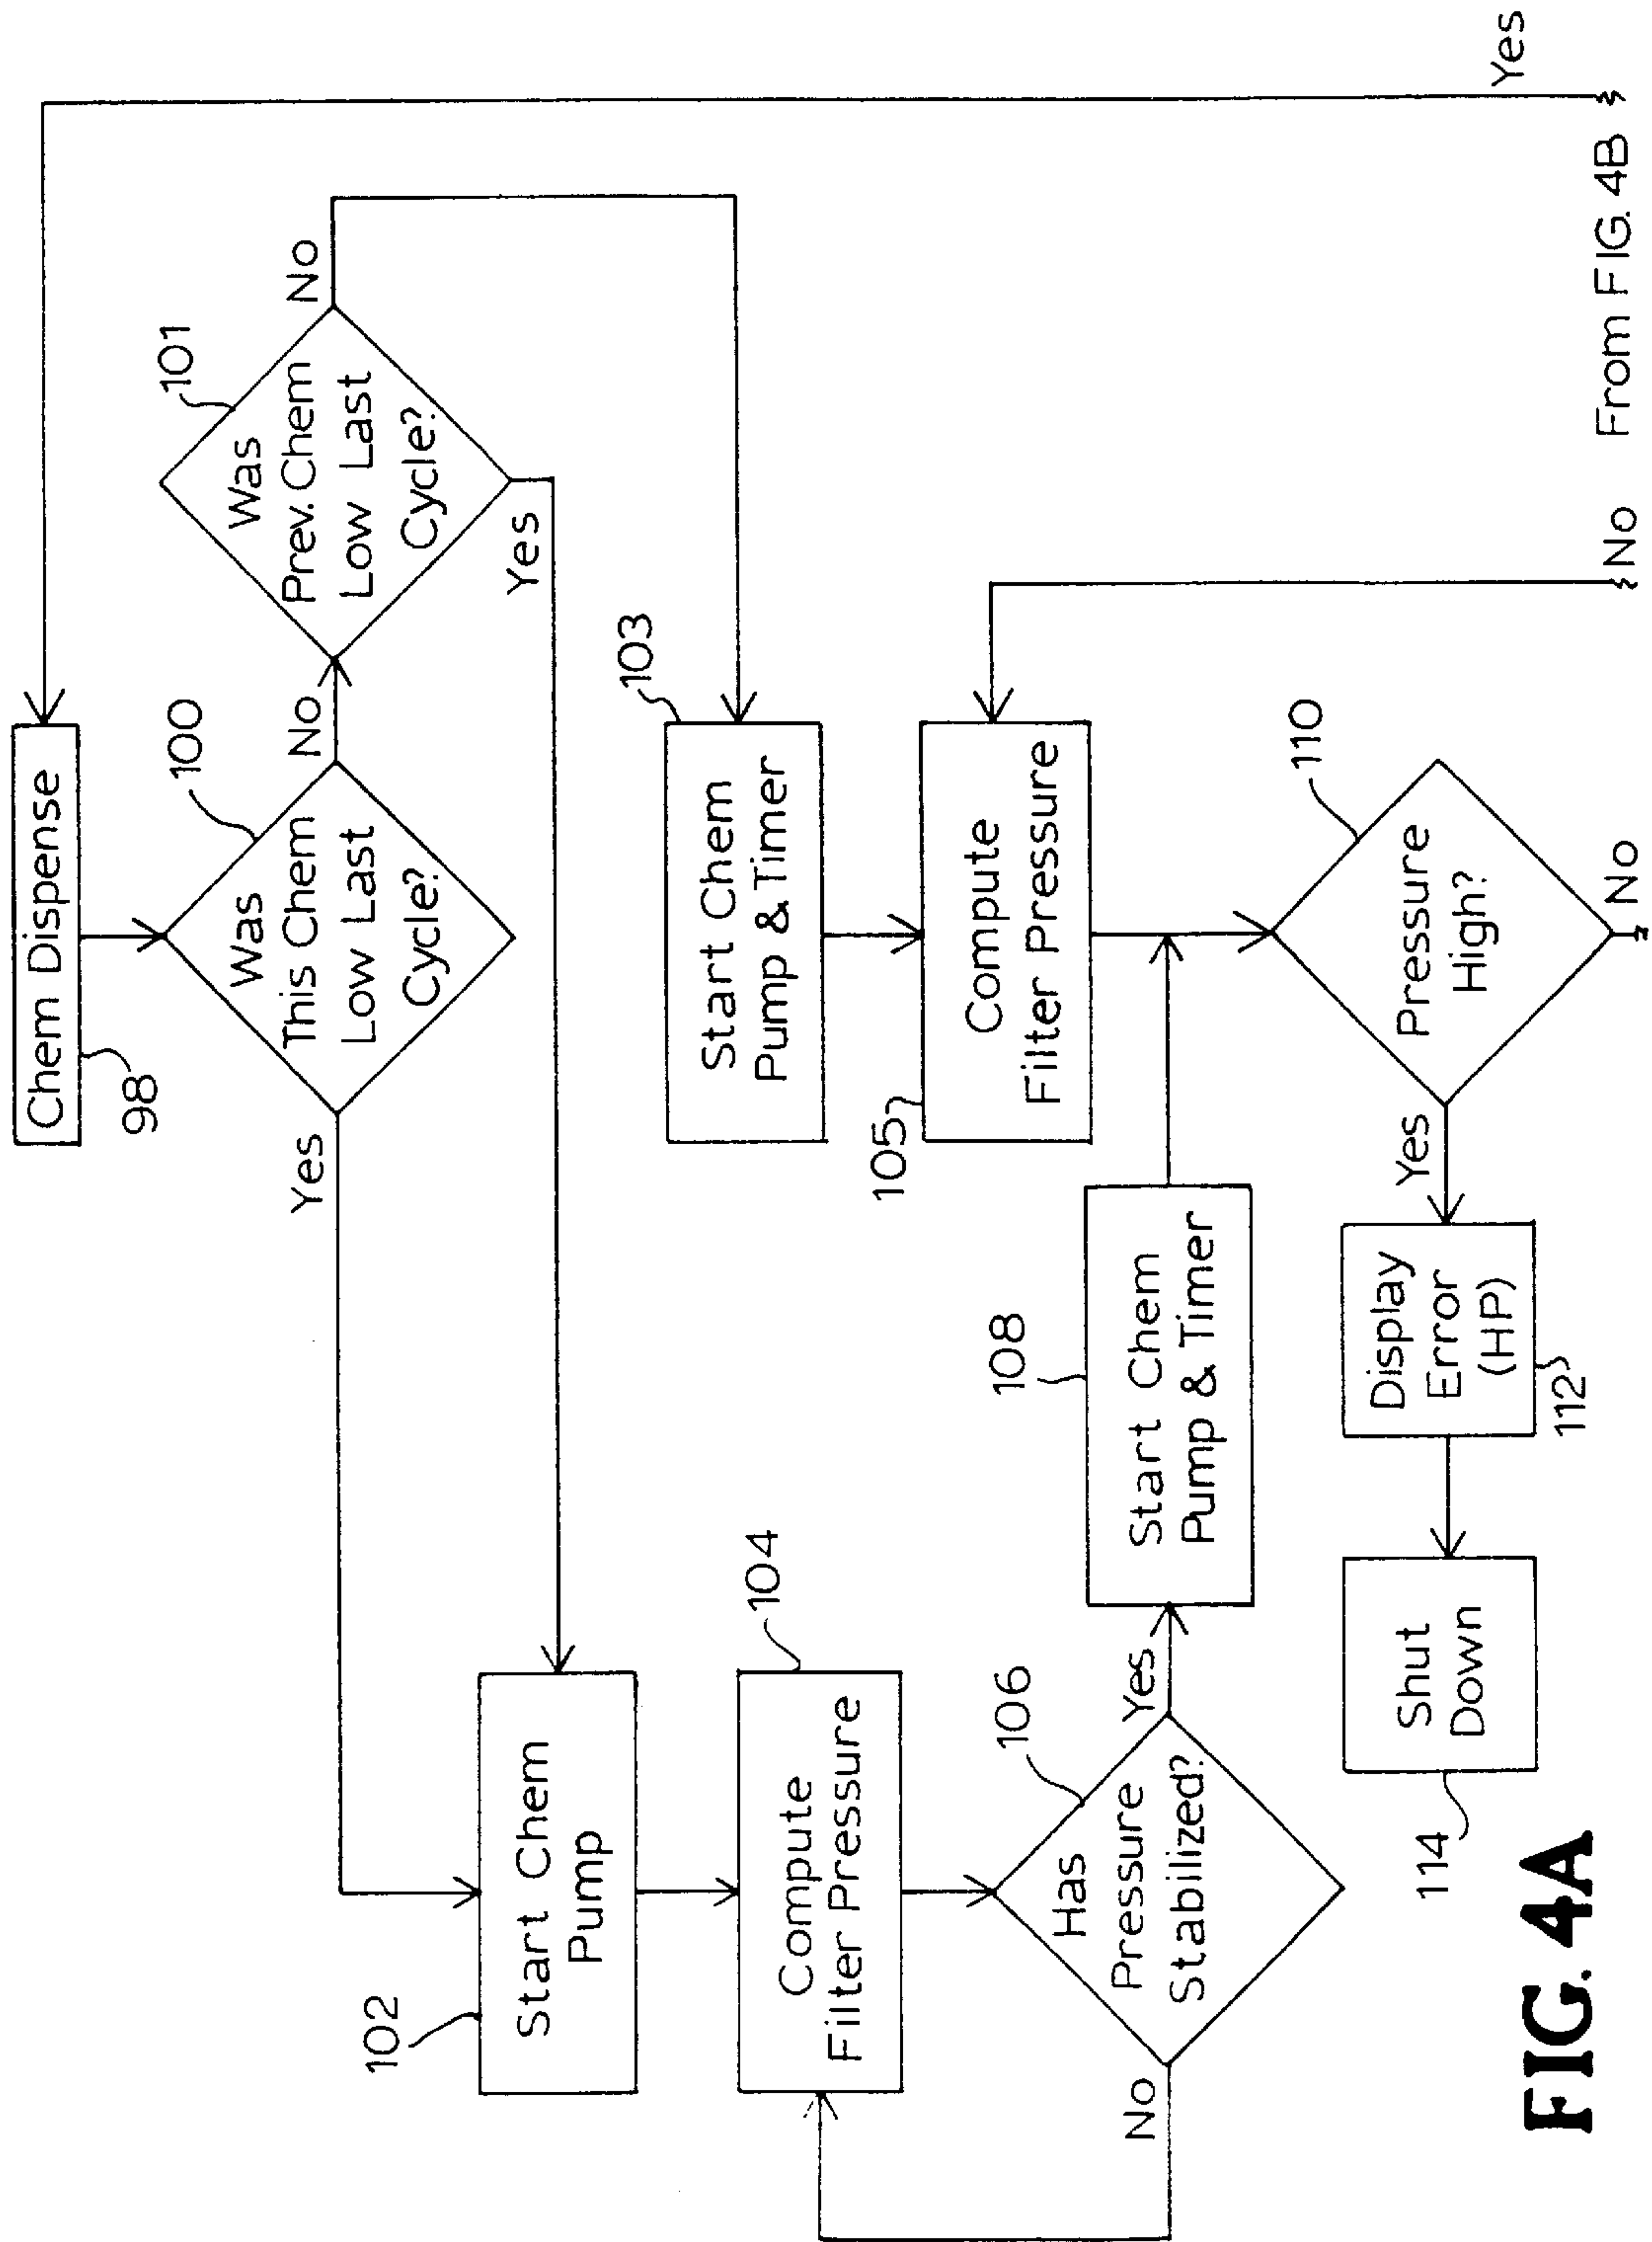 Chem Dispense
98
Was
This Chem
Low Last
Cycle?
100
Yes
No
Was
Prev. Chem
Low Last
Cycle?
101
No
Yes
102
Start Chem
Pump
Start Chem
Pump & Timer
103
Compute
Filter Pressure
104
105
Compute
Filter Pressure
Has
Pressure
Stabilized?
106
No
Yes
108
Start Chem
Pump & Timer
Pressure
High?
110
Yes
No
Display
Error
(HP)
112
Shut
Down
114
No
From FIG. 4B
Yes
FIG. 4A